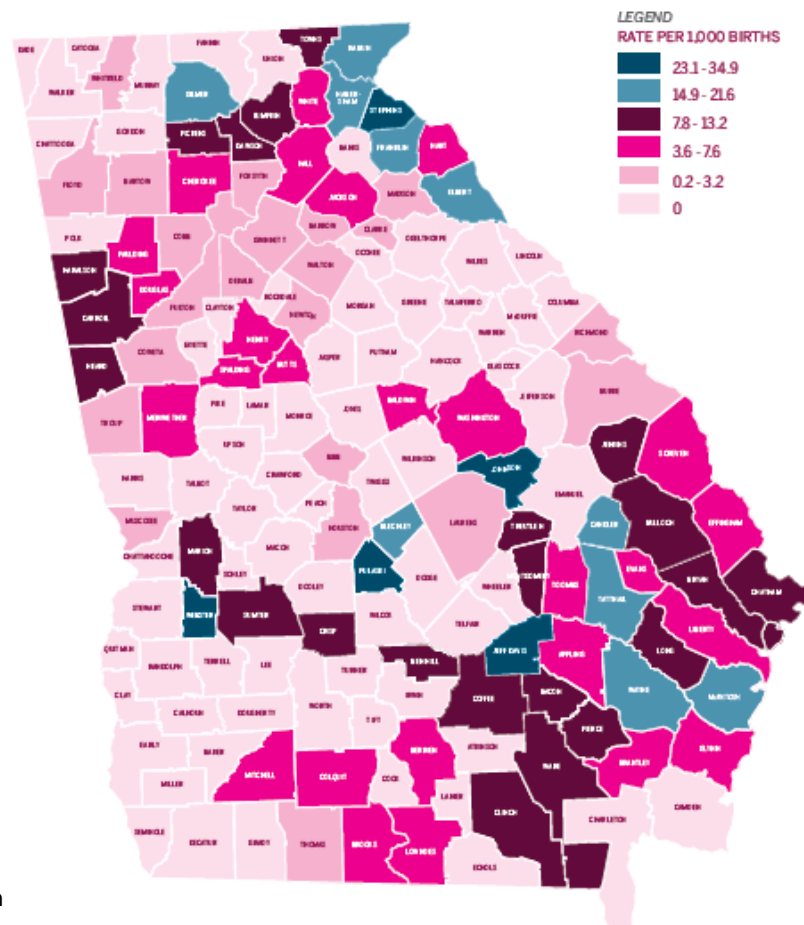 LEGEND
RATE PER 1,000 BIRTHS
23.1 - 34.9
14.9 - 21.6
7.8 - 13.2
3.6 - 7.6
0.2 - 3.2
0
DADE
CATOOSA
FANNIN
TOWNS
RABUN
UNION
WHITFIELD
MURRAY
WALKER
GILMER
WHITE
HABER-
SHAM
STEPHENS
LUMPKIN
CHATTOOGA
GORDON
PICKENS
DAWSON
BANKS
FRANKLIN
HART
HALL
FLOYD
BARTOW
CHEROKEE
FORSYTH
JACKSON
MADISON
ELBERT
POLK
PAULDING
COBB
GWINNETT
BARROW
CLARKE
OCONEE
OGLETHORPE
WILKES
LINCOLN
HARALSON
DOUGLAS
DEKALB
WALTON
CARROLL
FULTON
CLAYTON
ROCKDALE
NEWTON
MORGAN
GREENE
TALIAFERRO
MCDUFFIE
COLUMBIA
WARREN
RICHMOND
HEARD
COWETA
FAYETTE
HENRY
SPALDING
BUTTS
JASPER
PUTNAM
HANCOCK
GLASCOCK
JEFFERSON
BURKE
TROUP
MERIWETHER
PIKE
LAMAR
MONROE
JONES
BALDWIN
WASHINGTON
UPSON
BIBB
WILKINSON
JOHNSON
JENKINS
SCREVEN
HARRIS
TALBOT
CRAWFORD
TWIGGS
EMANUEL
MUSCOGEE
TAYLOR
PEACH
HOUSTON
BLECKLEY
LAURENS
TREUTLEN
CANDLER
BULLOCH
EFFINGHAM
CHATTAHOOCHEE
MARION
SCHLEY
MACON
DOOLY
PULASKI
DODGE
WHEELER
MONTGOMERY
TOOMBS
EVANS
TATTNALL
BRYAN
CHATHAM
STEWART
WEBSTER
SUMTER
CRISP
WILCOX
TELFAIR
JEFF DAVIS
APPLING
LONG
LIBERTY
QUITMAN
RANDOLPH
TERRELL
LEE
TURNER
BEN HILL
COFFEE
BACON
WAYNE
MCINTOSH
CLAY
CALHOUN
DOUGHERTY
WORTH
TIFT
IRWIN
PIERCE
EARLY
BAKER
MITCHELL
COLQUIT
COOK
BERRIEN
ATKINSON
WARE
BRANTLEY
GLYNN
MILLER
LANIER
CLINCH
CHARLTON
CAMDEN
SEMINOLE
DECATUR
GRADY
THOMAS
BROOKS
LOWNDES
ECHOLS